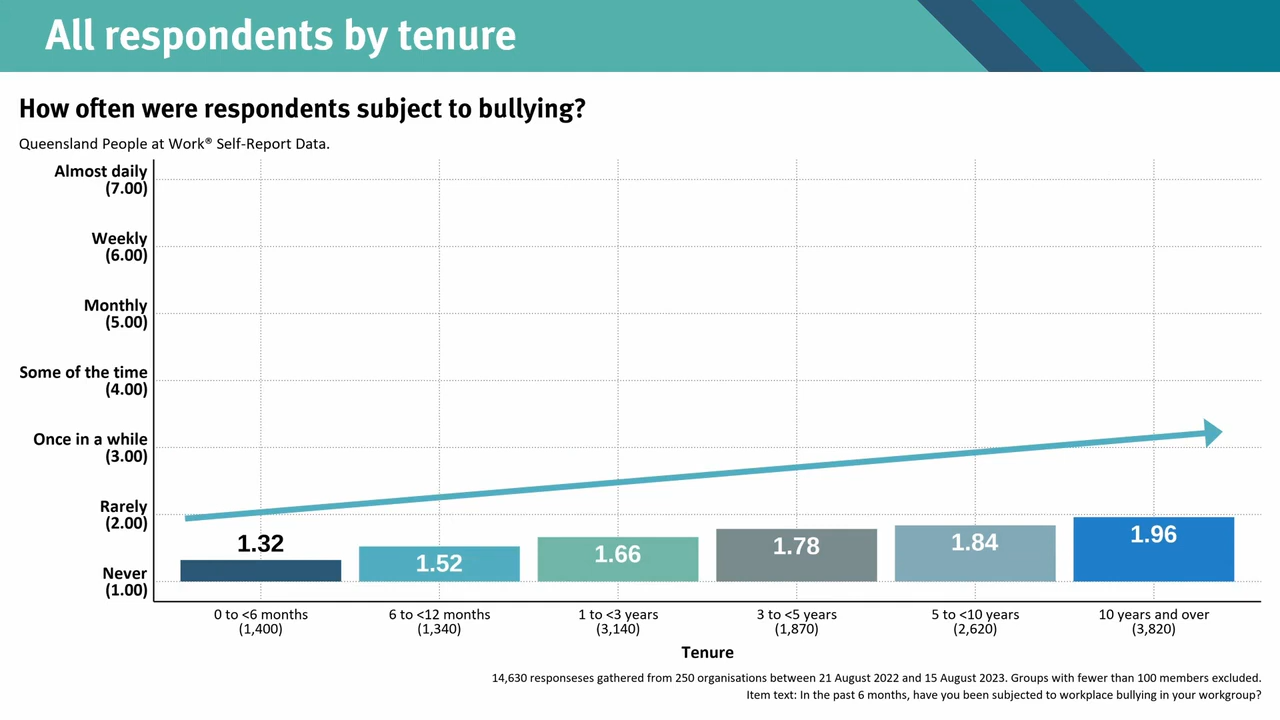 All respondents by tenure
How often were respondents subject to bullying?
Queensland People at Work® Self-Report Data.
Almost daily
(7.00)
Weekly
(6.00)
Monthly
(5.00)
Some of the time
(4.00)
Once in a while
(3.00)
Rarely
(2.00)
Never
(1.00)
1.32
1.52
1.66
1.78
1.84
1.96
0 to <6 months
(1,400)
6 to <12 months
(1,340)
1 to <3 years
(3,140)
3 to <5 years
(1,870)
5 to <10 years
(2,620)
10 years and over
(3,820)
Tenure
14,630 responseses gathered from 250 organisations between 21 August 2022 and 15 August 2023. Groups with fewer than 100 members excluded.
Item text: In the past 6 months, have you been subjected to workplace bullying in your workgroup?